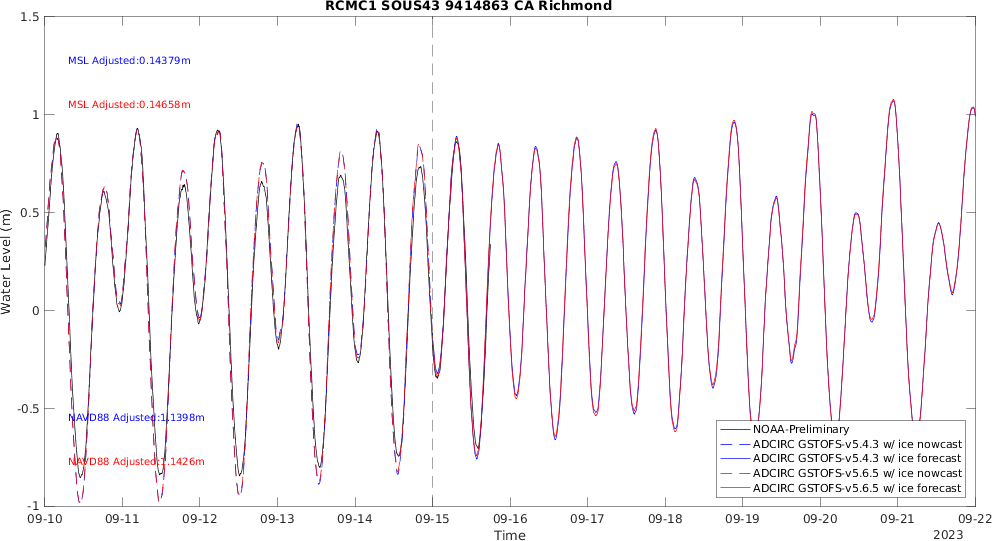 RCMC1 SOUS43 9414863 CA Richmond
1.5
1
0.5
0
-0.5
-1
Water Level (m)
MSL Adjusted:0.14379m
MSL Adjusted:0.14658m
NAVD88 Adjusted:1.1398m
NAVD88 Adjusted:1.1426m
NOAA-Preliminary
ADCIRC GSTOFS-v5.4.3 w/ ice nowcast
ADCIRC GSTOFS-v5.4.3 w/ ice forecast
ADCIRC GSTOFS-v5.6.5 w/ ice nowcast
ADCIRC GSTOFS-v5.6.5 w/ ice forecast
09-10 09-11 09-12 09-13 09-14 09-15 09-16 09-17 09-18 09-19 09-20 09-21 09-22
Time
2023